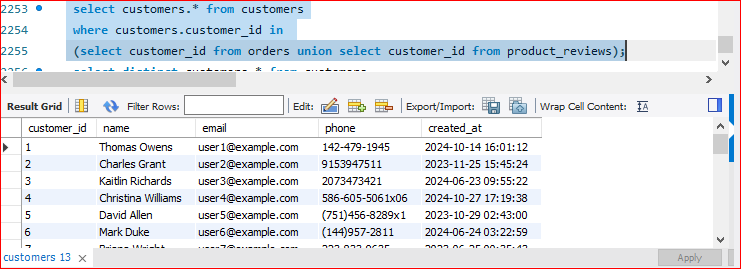 2253 select customers.* from customers
2254 where customers.customer_id in
2255 (select customer_id from orders union select customer_id from product_reviews);
2256 select distinct customers.* from customers
Result Grid Filter Rows: Edit: Export/Import: Wrap Cell Content: IA
customer_id name email phone created_at
1 Thomas Owens user1@example.com 142-479-1945 2024-10-14 16:01:12
2 Charles Grant user2@example.com 9153947511 2023-11-25 15:45:24
3 Kaitlin Richards user3@example.com 2073473421 2024-06-23 09:55:22
4 Christina Williams user4@example.com 586-605-5061x06 2024-10-27 17:19:38
5 David Allen user5@example.com (751)456-8289x1 2023-10-29 02:43:00
6 Mark Duke user6@example.com (144)957-2811 2024-06-24 03:22:59
customers 13 Apply